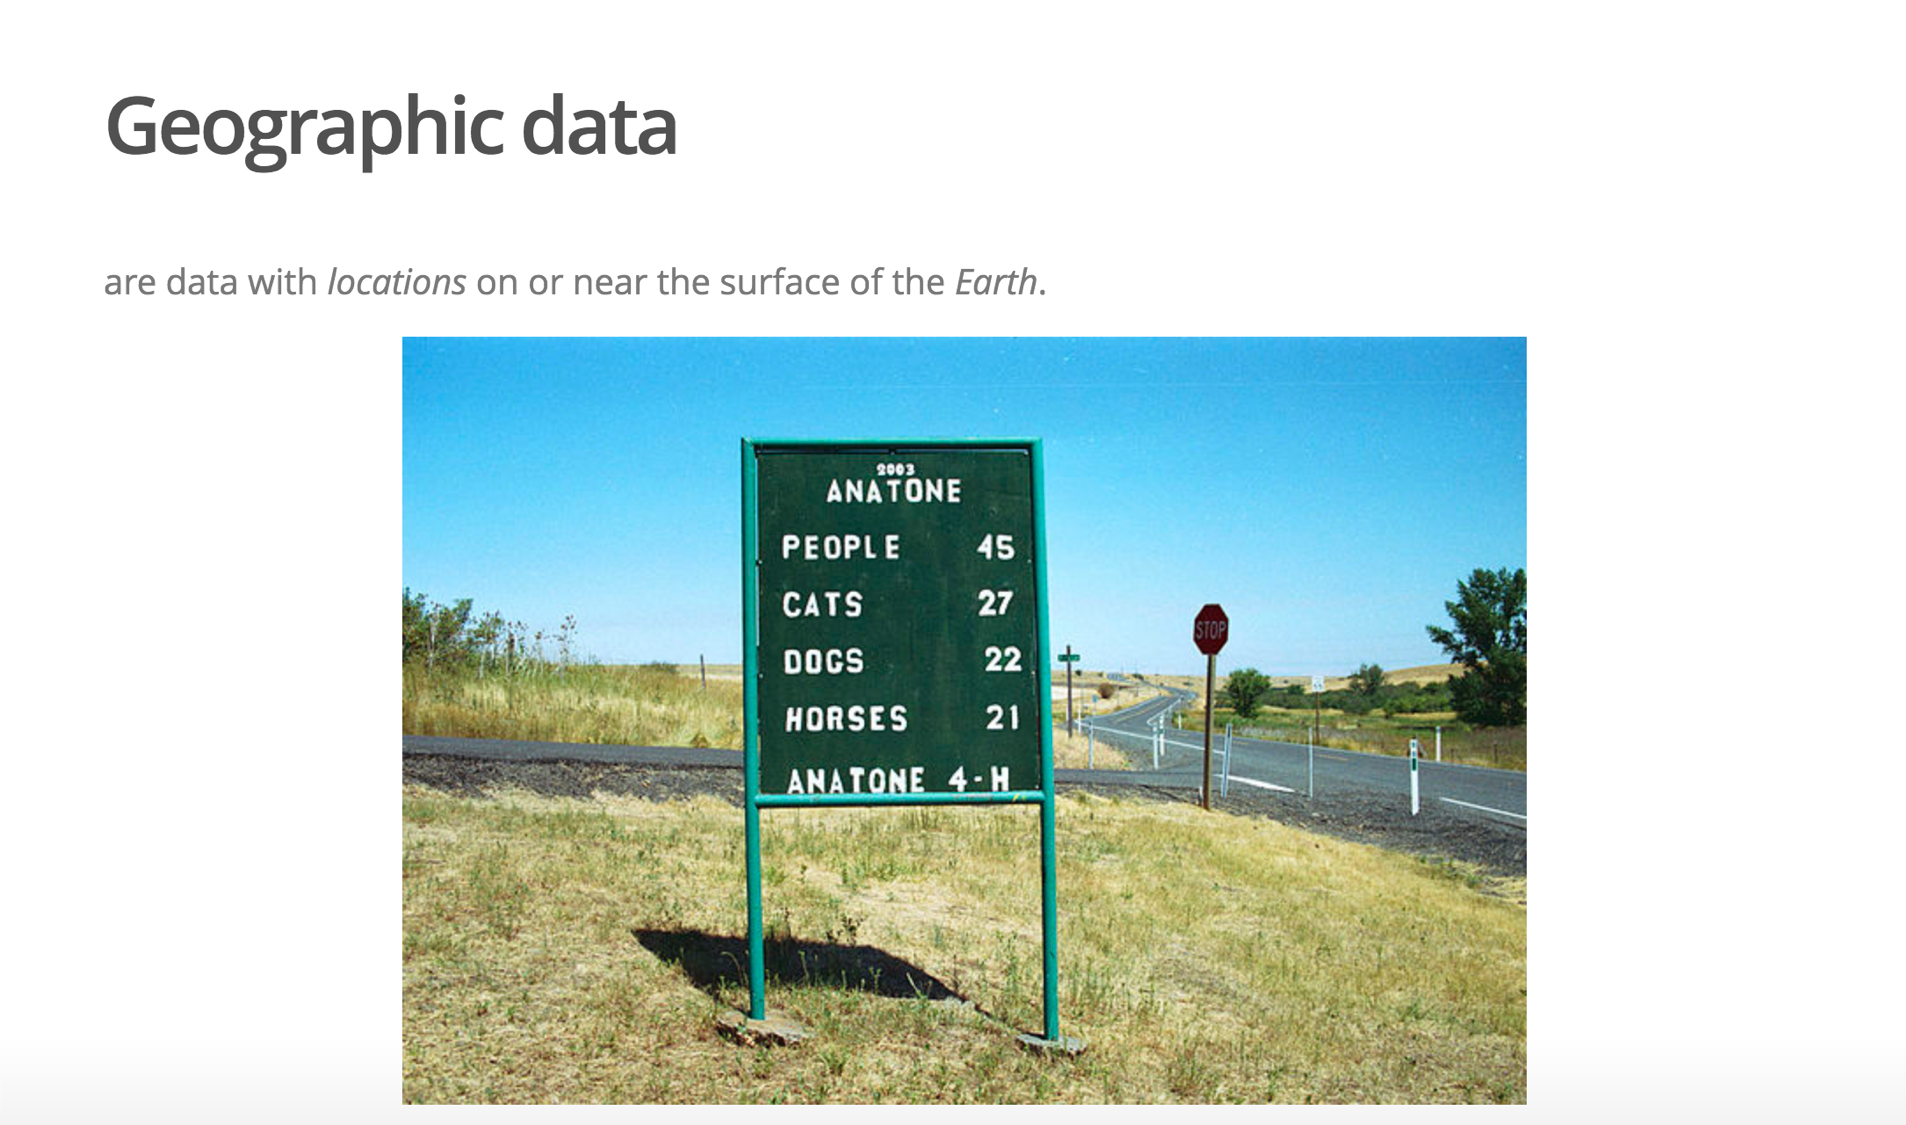 Geographic data
are data with locations on or near the surface of the Earth.
2003
ANATONE
PEOPLE 45
CATS 27
DOGS 22
HORSES 21
ANATONE 4-H
STOP